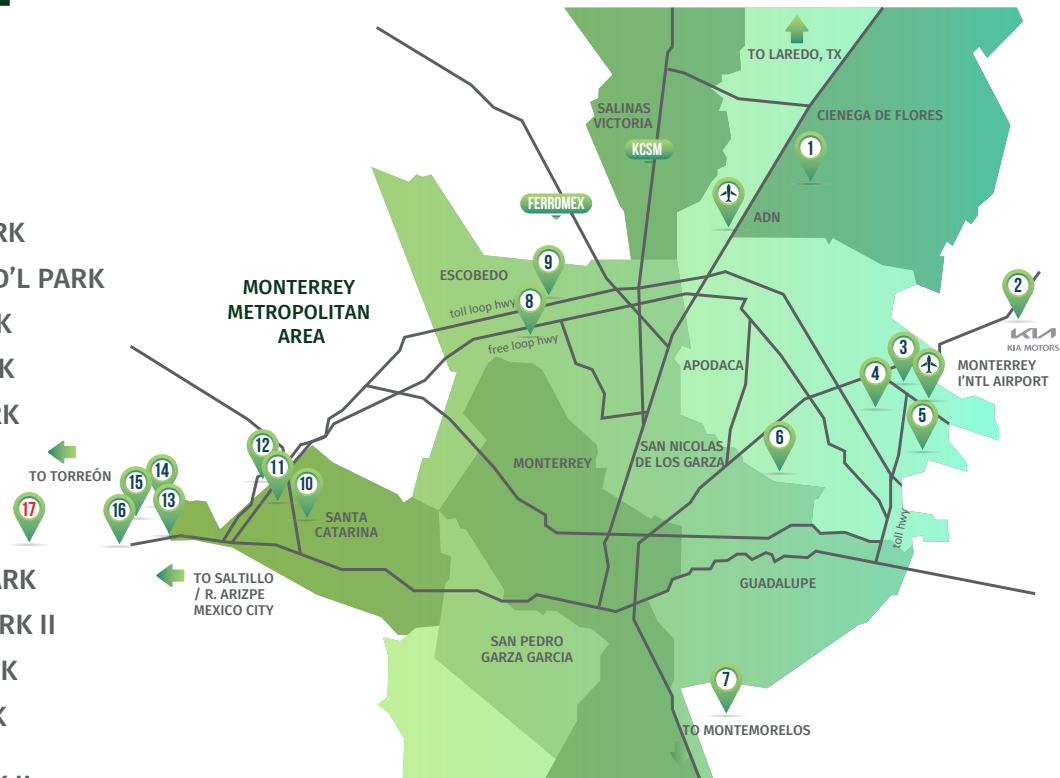 TO LAREDO, TX
SALINAS
VICTORIA
CIENEGA DE FLORES
KCSM
1
FERROMEX
ADN
RK
9
ESCOBEDO
D'L PARK
2
MONTERREY
METROPOLITAN
AREA
8
toll loop hwy
K
free loop hwy
KIA
KIA MOTORS
3
APODACA
MONTERREY
I'NTL AIRPORT
4
K
RK
5
12
6
SAN NICOLAS
DE LOS GARZA
11
MONTERREY
14
TO TORREÓN
15
10
13
17
16
SANTA
CATARINA
toll hwy
ARK
TO SALTILLO
/ R. ARIZPE
MEXICO CITY
GUADALUPE
RK II
SAN PEDRO
GARZA GARCIA
K
7
K
TO MONTEMORELOS